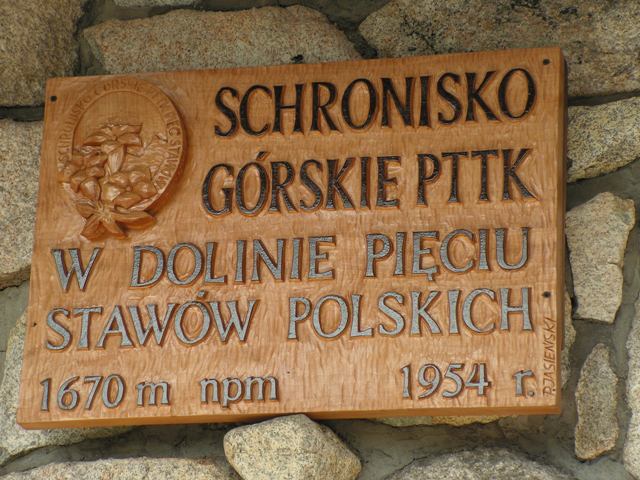 SCHRONISKO
GÓRSKIE PTTK
W DOLINIE PIĘCIU
STAWÓW POLSKICH
1670 m npm 1954 r.